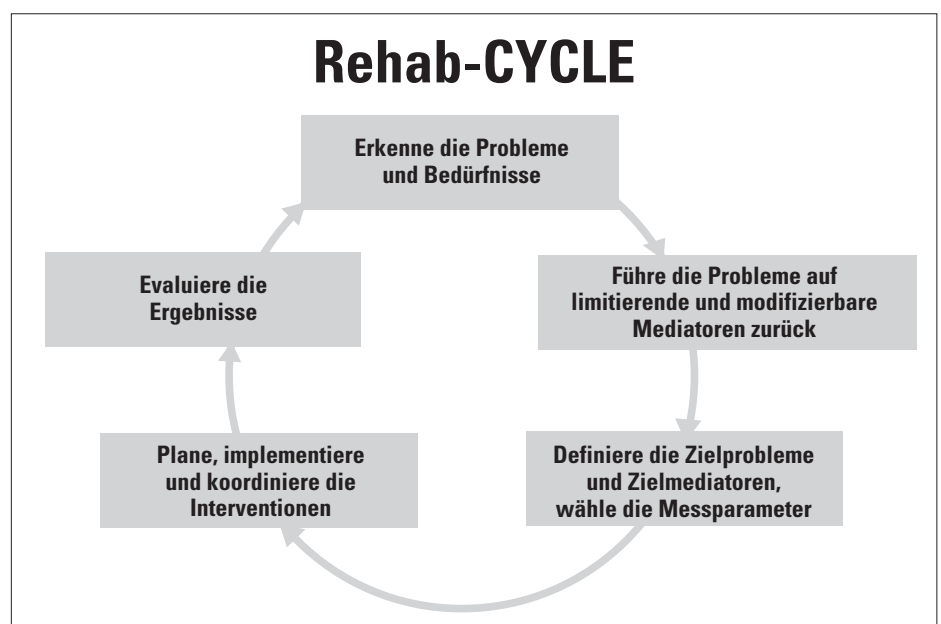 Rehab-CYCLE
Erkenne die Probleme
und Bedürfnisse
Führe die Probleme auf
limitierende und modifizierbare
Mediatoren zurück
Definiere die Zielprobleme
und Zielmediatoren,
wähle die Messparameter
Plane, implementiere
und koordiniere die
Interventionen
Evaluiere die
Ergebnisse